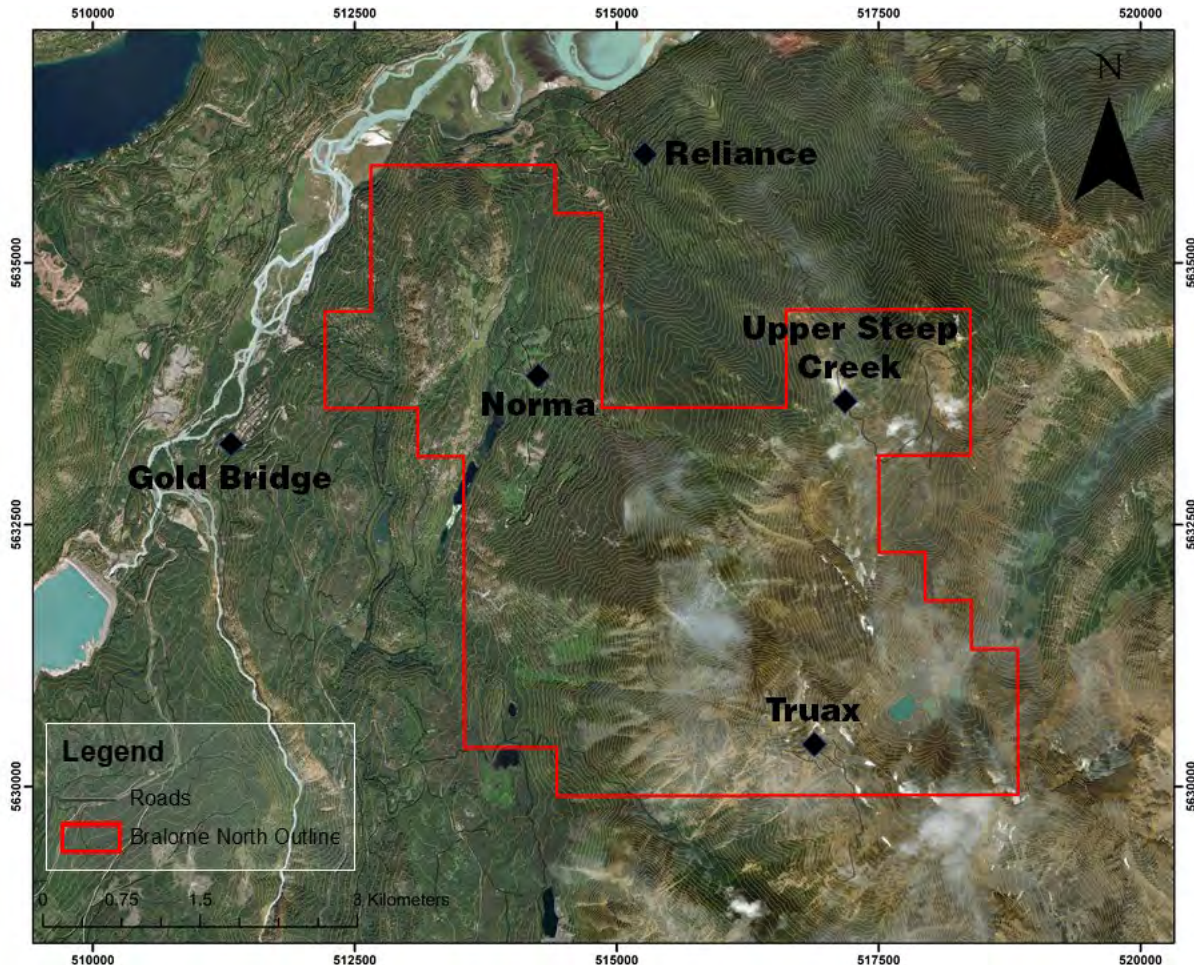 510000 512500 515000 517500 520000
N
Reliance
5635000 5635000
Upper Steep
Creek
Norma
Gold Bridge
5632500 5632500
Truax
Legend
Roads
Bralorne North Outline
5630000 5630000
0 0.75 1.5 3 Kilometers
510000 512500 515000 517500 520000